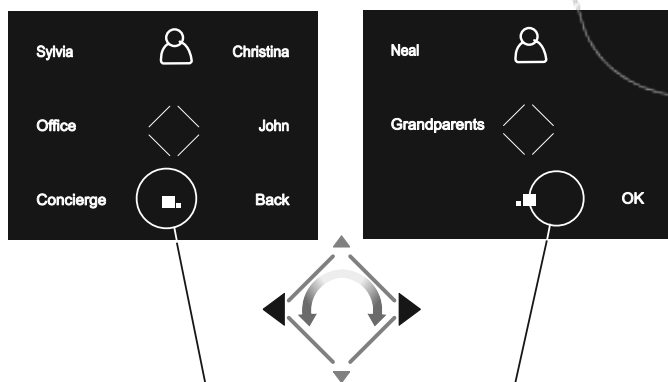 Sylvia Christina
Office John
Concierge Back
Neal
Grandparents
OK